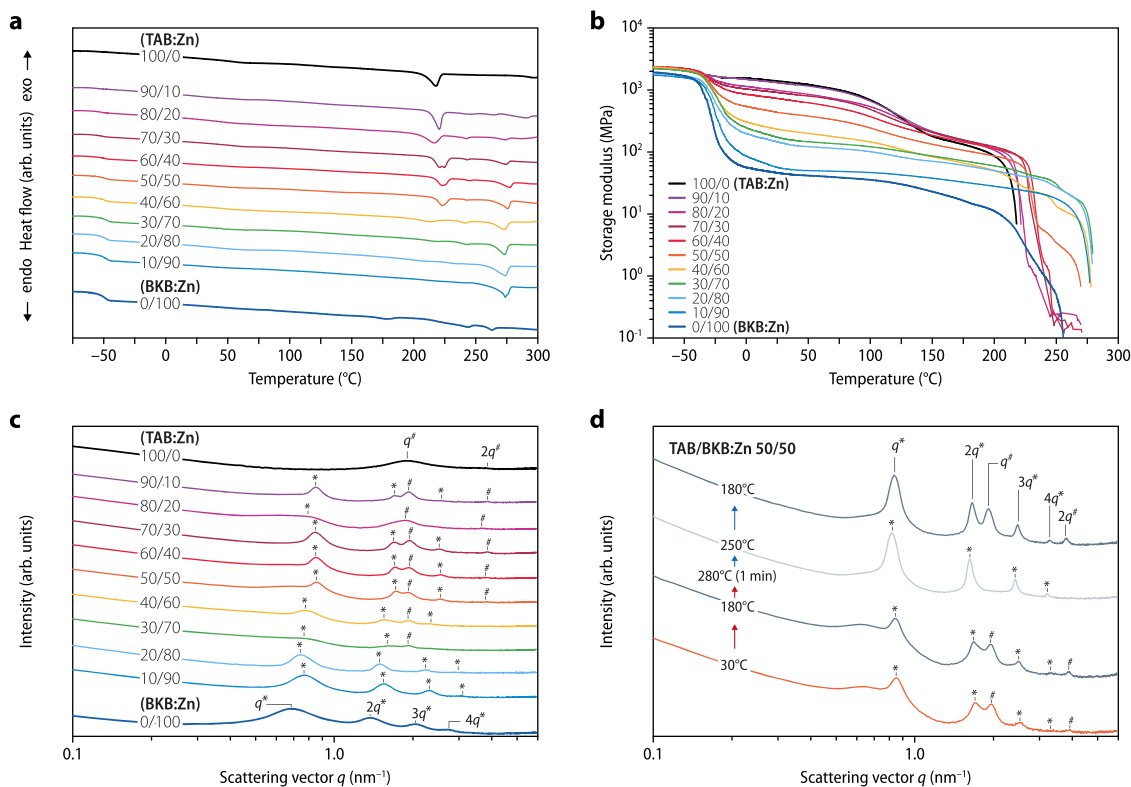 a
endo Heat flow (arb. units) exo
(TAB:Zn)
100/0
90/10
80/20
70/30
60/40
50/50
40/60
30/70
20/80
10/90
(BKB:Zn)
0/100
−50 0 50 100 150 200 250 300
Temperature (°C)
b
Storage modulus (MPa)
10⁴
10³
10²
10¹
10⁰
10⁻¹
100/0 (TAB:Zn)
90/10
80/20
70/30
60/40
50/50
40/60
30/70
20/80
10/90
0/100 (BKB:Zn)
−50 0 50 100 150 200 250 300
Temperature (°C)
c
Intensity (arb. units)
(TAB:Zn)
100/0
q# 2q#
90/10
* * # * #
80/20
* # #
70/30
* * # * #
60/40
* * # * #
50/50
* * # * #
40/60
* * # *
30/70
* * #
20/80
* * * *
10/90
* * * *
(BKB:Zn)
0/100
q* 2q* 3q* 4q*
0.1 1.0
Scattering vector q (nm⁻¹)
d
Intensity (arb. units)
TAB/BKB:Zn 50/50
q* 2q* q# 3q* 4q* 2q#
180°C
250°C
* * * *
280°C (1 min)
180°C
* * # * * #
30°C
* * # * * #
0.1 1.0
Scattering vector q (nm⁻¹)